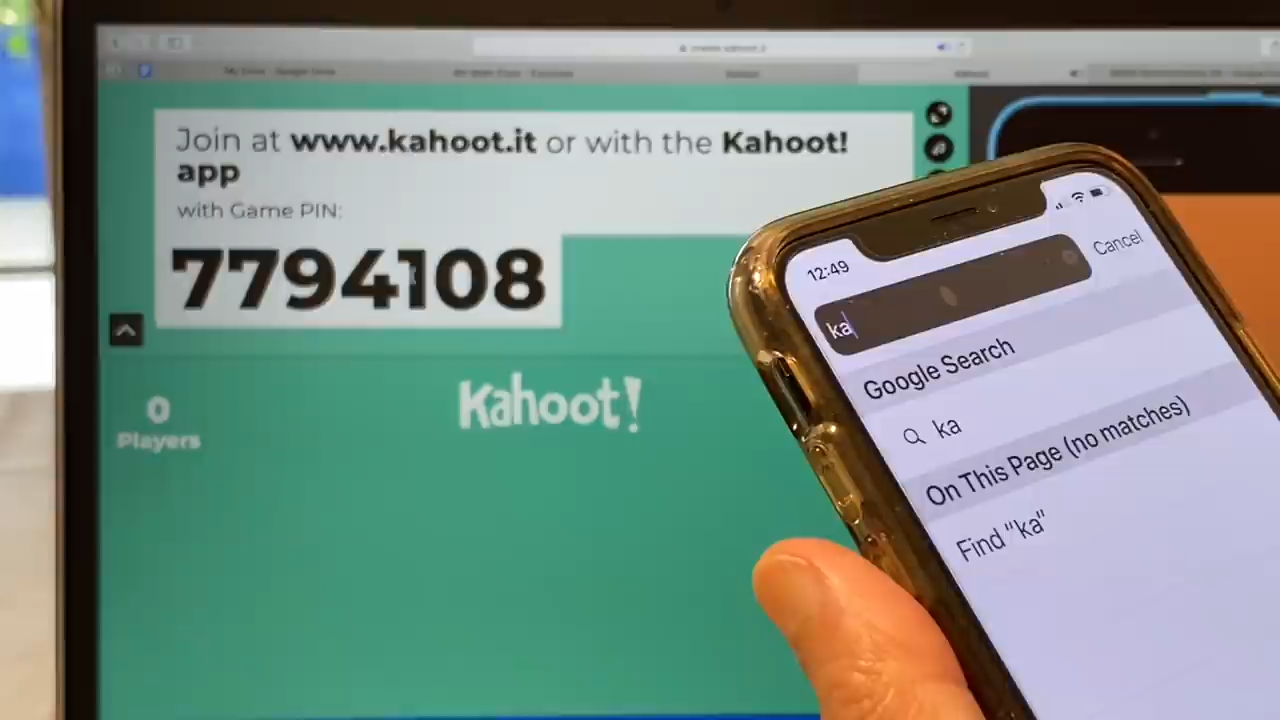 Join at www.kahoot.it or with the Kahoot!
app
with Game PIN:
7794108
0
Players
Kahoot!
12:49
ka
Cancel
Google Search
ka
On This Page (no matches)
Find "ka"